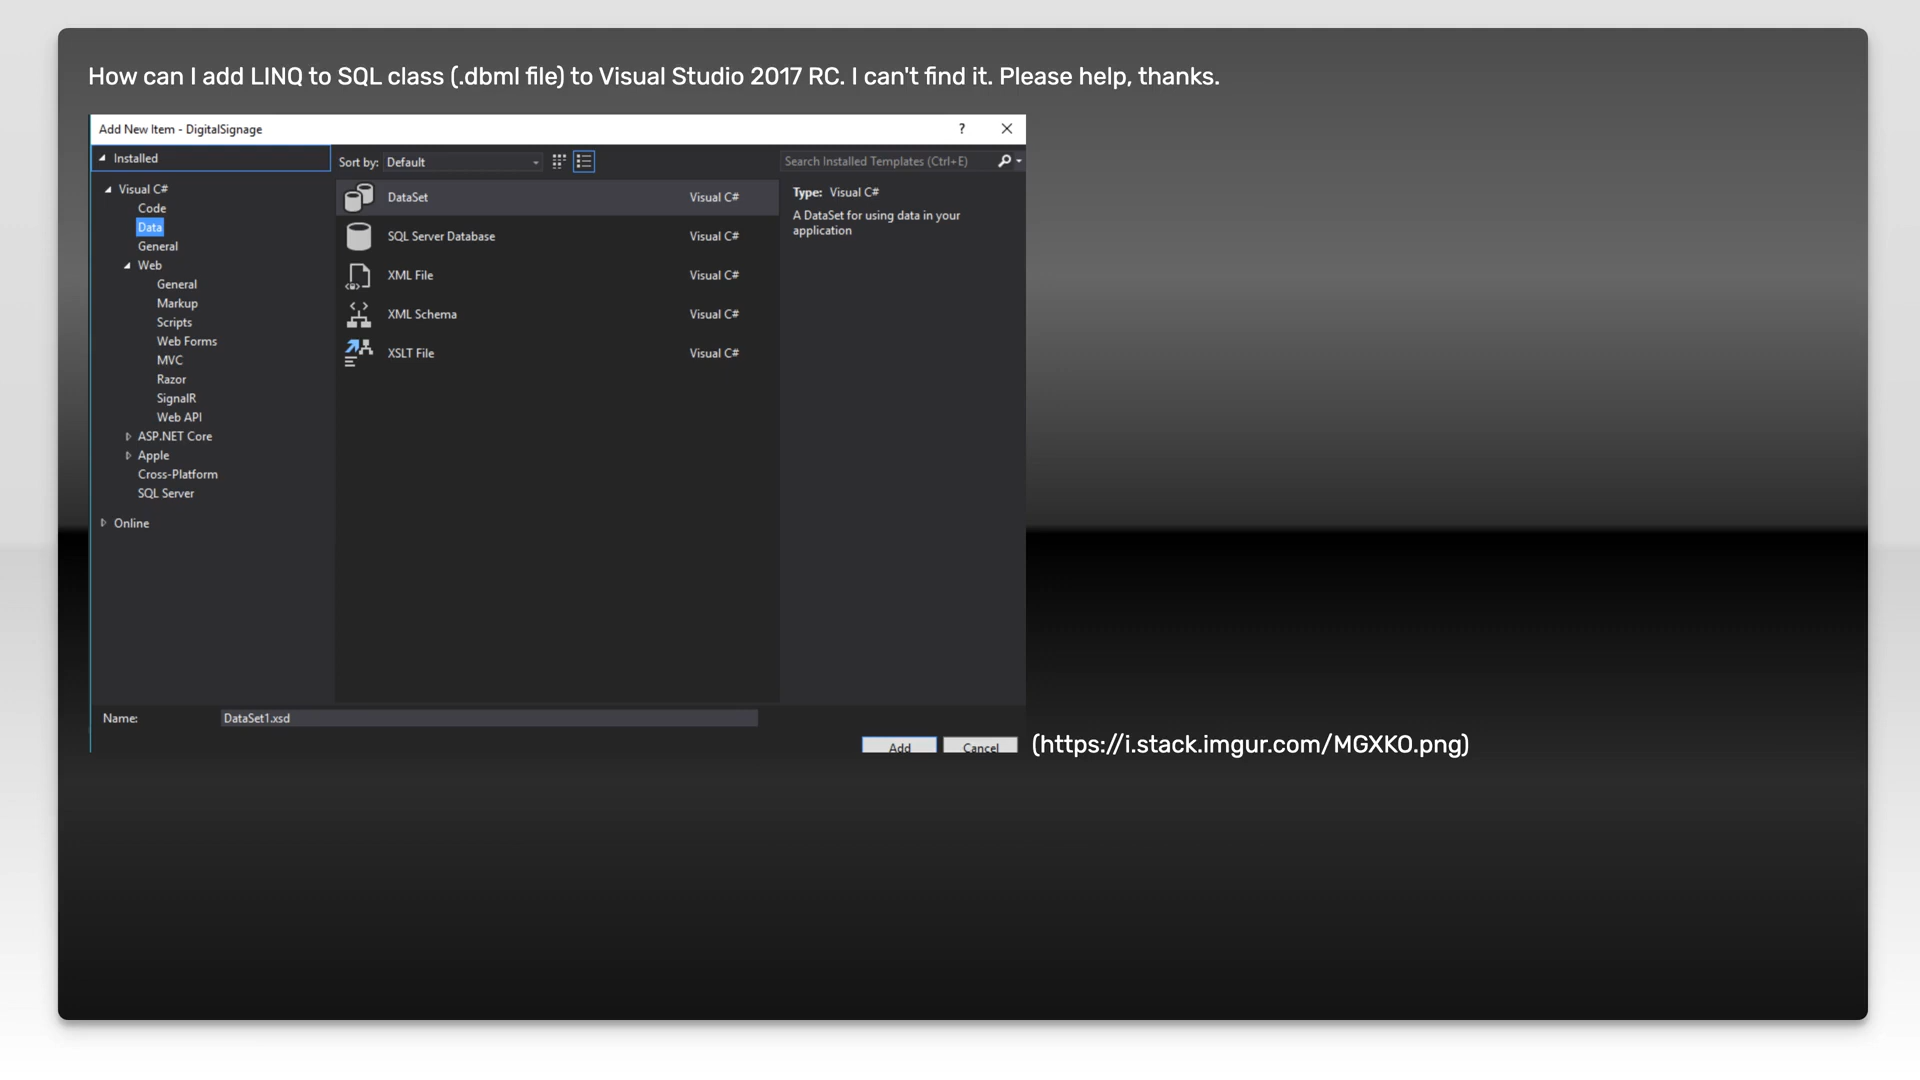 How can I add LINQ to SQL class (.dbml file) to Visual Studio 2017 RC. I can't find it. Please help, thanks.
Add New Item - DigitalSignage
?
Installed
Sort by: Default
Search Installed Templates (Ctrl+E)
Visual C#
Code
Data
General
Web
General
Markup
Scripts
Web Forms
MVC
Razor
SignalR
Web API
ASP.NET Core
Apple
Cross-Platform
SQL Server
Online
DataSet Visual C#
SQL Server Database Visual C#
XML File Visual C#
XML Schema Visual C#
XSLT File Visual C#
Type: Visual C#
A DataSet for using data in your
application
Name: DataSet1.xsd
Add Cancel
(https://i.stack.imgur.com/MGXKO.png)